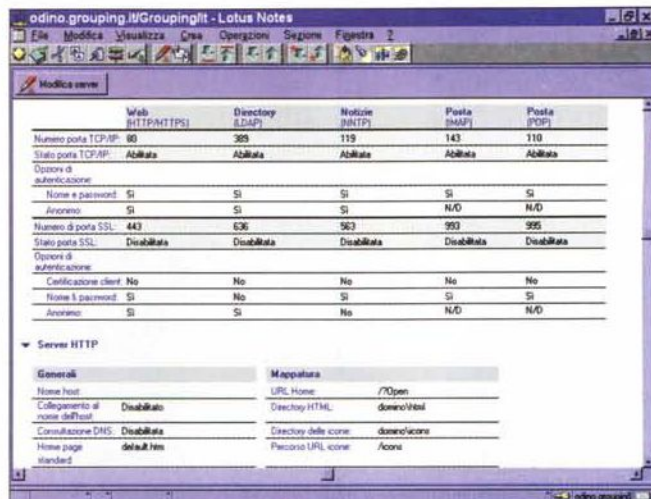 odino.grouping.it/Grouping/it - Lotus Notes
File Modifica Visualizza Crea Operazioni Sezione Finestra ?
Modifica server
Web (HTTP/HTTPS) Directory (LDAP) Notizie (NNTP) Posta (IMAP) Posta (POP)
Numero porta TCP/IP: 80 389 119 143 110
Stato porta TCP/IP: Abilitata Abilitata Abilitata Abilitata Abilitata
Opzioni di autenticazione:
Nome e password: Sì Sì Sì Sì Sì
Anonimo: Sì Sì Sì N/D N/D
Numero di porta SSL: 443 636 563 993 995
Stato porta SSL: Disabilitata Disabilitata Disabilitata Disabilitata Disabilitata
Opzioni di autenticazione:
Certificazione client: No No No No No
Nome & password: Sì No Sì Sì Sì
Anonimo: Sì Sì No N/D N/D
Server HTTP
Generali Mappatura
Nome host: URL Home: /?Open
Collegamento al nome dell'host: Disabilitato Directory HTML: domino\html
Consultazione DNS: Disabilitata Directory delle icone: domino\icons
Home page standard: default.htm Percorso URL icone: /icons